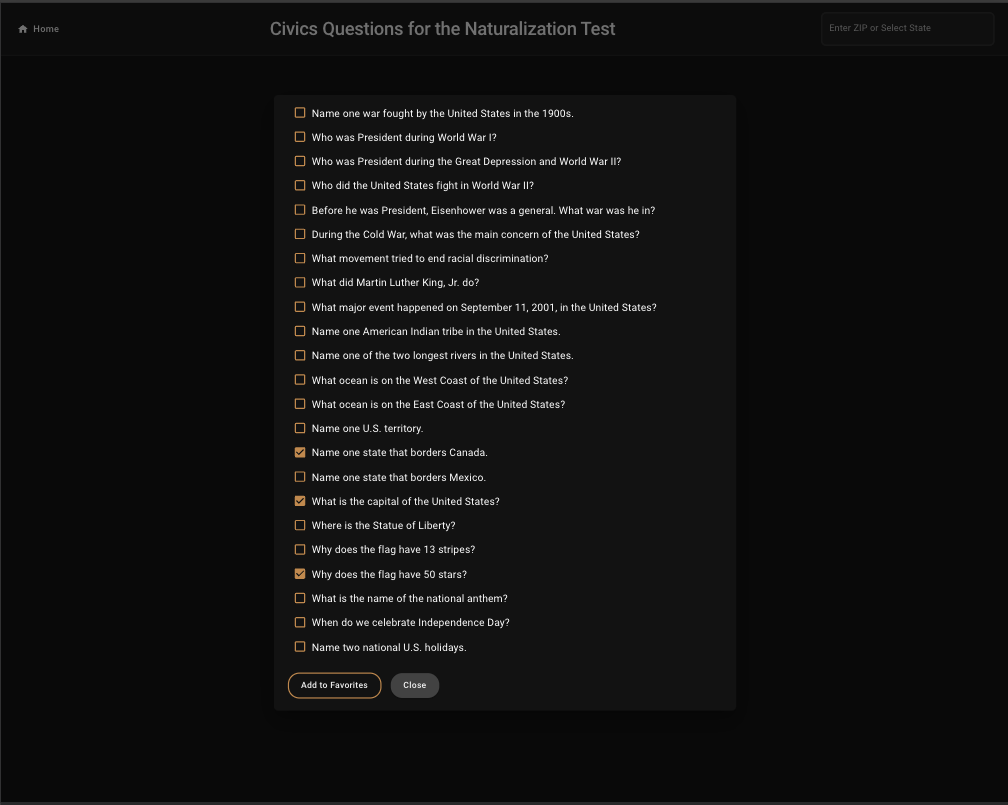 Home
Civics Questions for the Naturalization Test
Enter ZIP or Select State
Name one war fought by the United States in the 1900s.
Who was President during World War I?
Who was President during the Great Depression and World War II?
Who did the United States fight in World War II?
Before he was President, Eisenhower was a general. What war was he in?
During the Cold War, what was the main concern of the United States?
What movement tried to end racial discrimination?
What did Martin Luther King, Jr. do?
What major event happened on September 11, 2001, in the United States?
Name one American Indian tribe in the United States.
Name one of the two longest rivers in the United States.
What ocean is on the West Coast of the United States?
What ocean is on the East Coast of the United States?
Name one U.S. territory.
Name one state that borders Canada.
Name one state that borders Mexico.
What is the capital of the United States?
Where is the Statue of Liberty?
Why does the flag have 13 stripes?
Why does the flag have 50 stars?
What is the name of the national anthem?
When do we celebrate Independence Day?
Name two national U.S. holidays.
Add to Favorites
Close